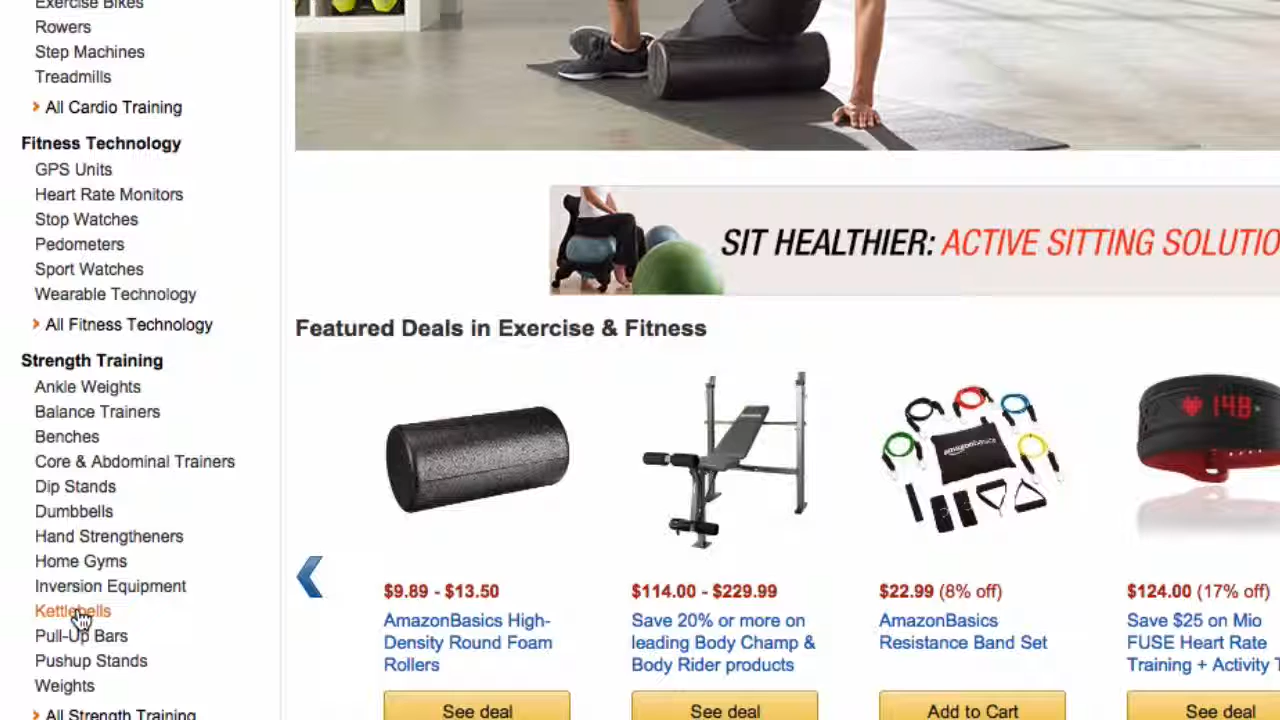 Exercise Bikes
Rowers
Step Machines
Treadmills
All Cardio Training
Fitness Technology
GPS Units
Heart Rate Monitors
Stop Watches
Pedometers
Sport Watches
Wearable Technology
All Fitness Technology
Strength Training
Ankle Weights
Balance Trainers
Benches
Core & Abdominal Trainers
Dip Stands
Dumbbells
Hand Strengtheners
Home Gyms
Inversion Equipment
Kettlebells
Pull-Up Bars
Pushup Stands
Weights
All Strength Training
SIT HEALTHIER: ACTIVE SITTING SOLUTIO
Featured Deals in Exercise & Fitness
$9.89 - $13.50
AmazonBasics High-
Density Round Foam
Rollers
See deal
$114.00 - $229.99
Save 20% or more on
leading Body Champ &
Body Rider products
See deal
amazonbasics
$22.99 (8% off)
AmazonBasics
Resistance Band Set
Add to Cart
148
$124.00 (17% off)
Save $25 on Mio
FUSE Heart Rate
Training + Activity T
See deal